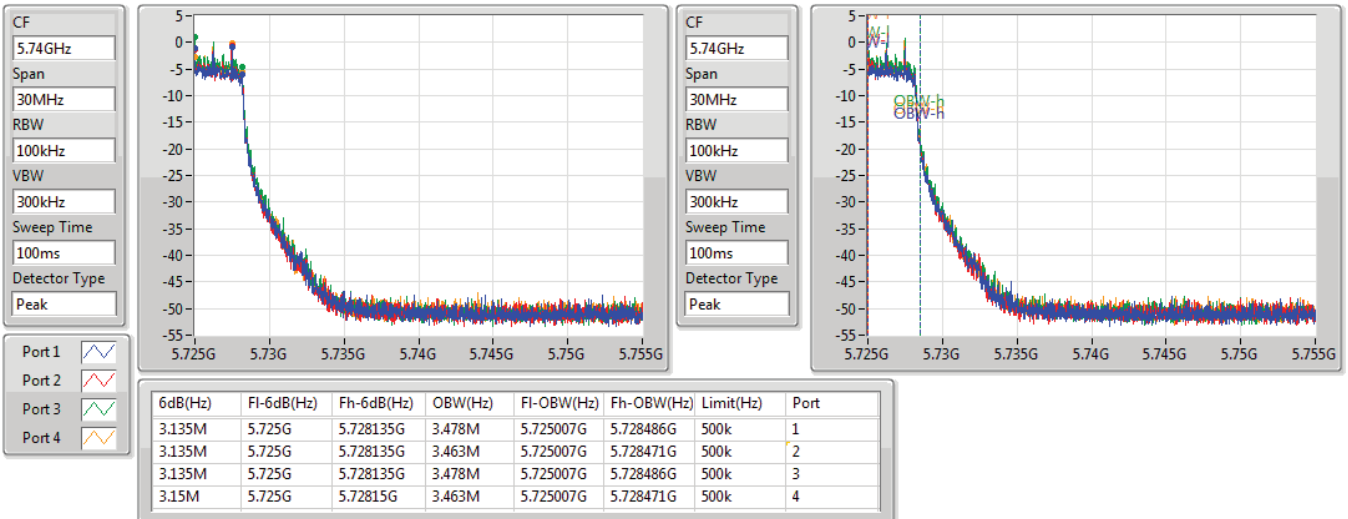 CF
5.74GHz
Span
30MHz
RBW
100kHz
VBW
300kHz
Sweep Time
100ms
Detector Type
Peak
5
0
-5
-10
-15
-20
-25
-30
-35
-40
-45
-50
-55
5.725G 5.73G 5.735G 5.74G 5.745G 5.75G 5.755G
CF
5.74GHz
Span
30MHz
RBW
100kHz
VBW
300kHz
Sweep Time
100ms
Detector Type
Peak
5
0
-5
-10
-15
-20
-25
-30
-35
-40
-45
-50
-55
OBW-h
OBW-h
5.725G 5.73G 5.735G 5.74G 5.745G 5.75G 5.755G
Port 1
Port 2
Port 3
Port 4
6dB(Hz) Fl-6dB(Hz) Fh-6dB(Hz) OBW(Hz) Fl-OBW(Hz) Fh-OBW(Hz) Limit(Hz) Port
3.135M 5.725G 5.728135G 3.478M 5.725007G 5.728486G 500k 1
3.135M 5.725G 5.728135G 3.463M 5.725007G 5.728471G 500k 2
3.135M 5.725G 5.728135G 3.478M 5.725007G 5.728486G 500k 3
3.15M 5.725G 5.72815G 3.463M 5.725007G 5.728471G 500k 4